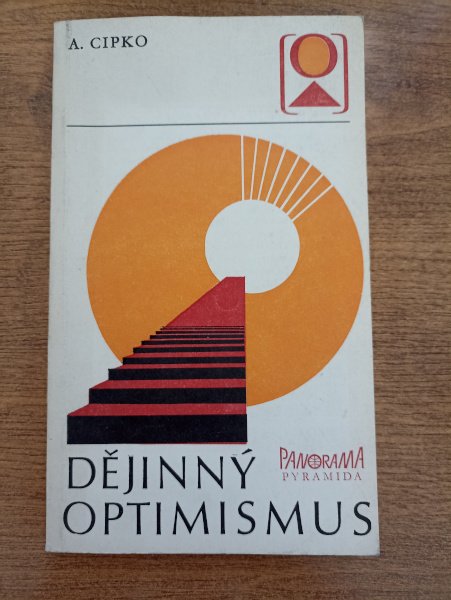 A. CIPKO
DĚJINNÝ
PANORAMA
PYRAMIDA
OPTIMISMUS